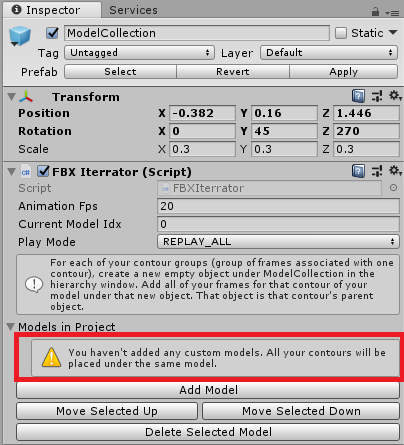 Inspector Services
ModelCollection Static
Tag Untagged Layer Default
Prefab Select Revert Apply
Transform
Position X -0.382 Y 0.16 Z 1.446
Rotation X 0 Y 45 Z 270
Scale X 0.3 Y 0.3 Z 0.3
FBX Iterrator (Script)
Script FBXIterrator
Animation Fps 20
Current Model Idx 0
Play Mode REPLAY_ALL
For each of your contour groups (group of frames associated with one
contour), create a new empty object under ModelCollection in the
hierarchy window. Add all of your frames for that contour of
your model under that new object. That object is that contour's parent
object.
Models in Project
You haven't added any custom models. All your contours will be
placed under the same model.
Add Model
Move Selected Up Move Selected Down
Delete Selected Model